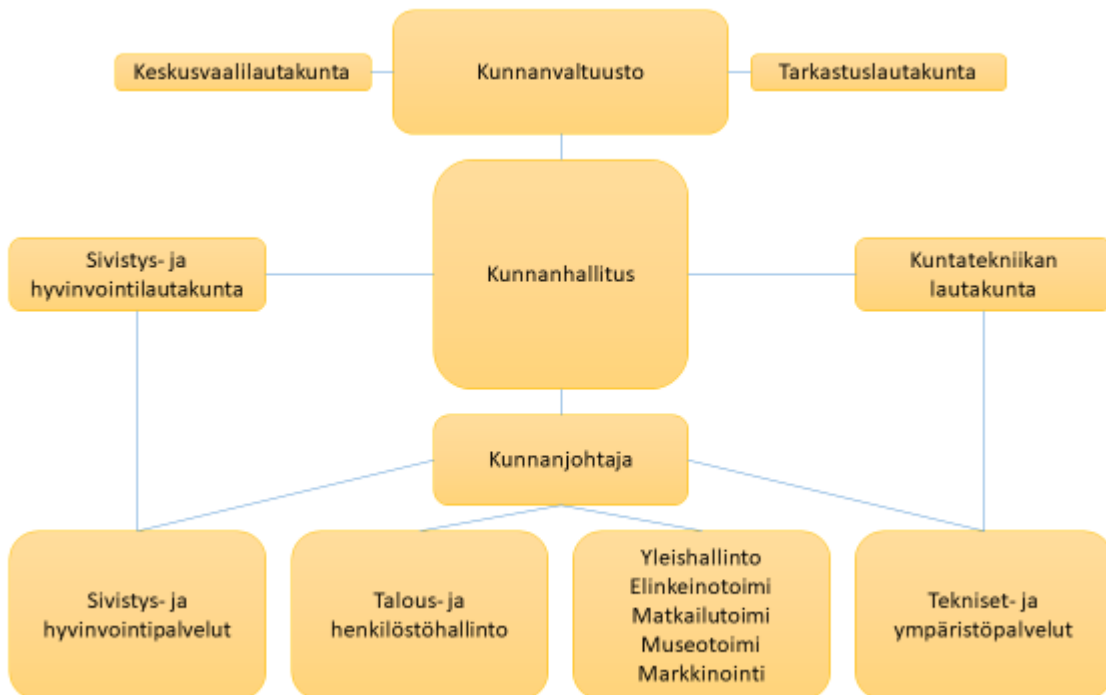 Keskusvaalilautakunta
Kunnanvaltuusto
Tarkastuslautakunta
Sivistys- ja
hyvinvointilautakunta
Kunnanhallitus
Kuntatekniikan
lautakunta
Kunnanjohtaja
Sivistys- ja
hyvinvointipalvelut
Talous- ja
henkilöstöhallinto
Yleishallinto
Elinkeinotoimi
Matkailutoimi
Museotoimi
Markkinointi
Tekniset- ja
ympäristöpalvelut